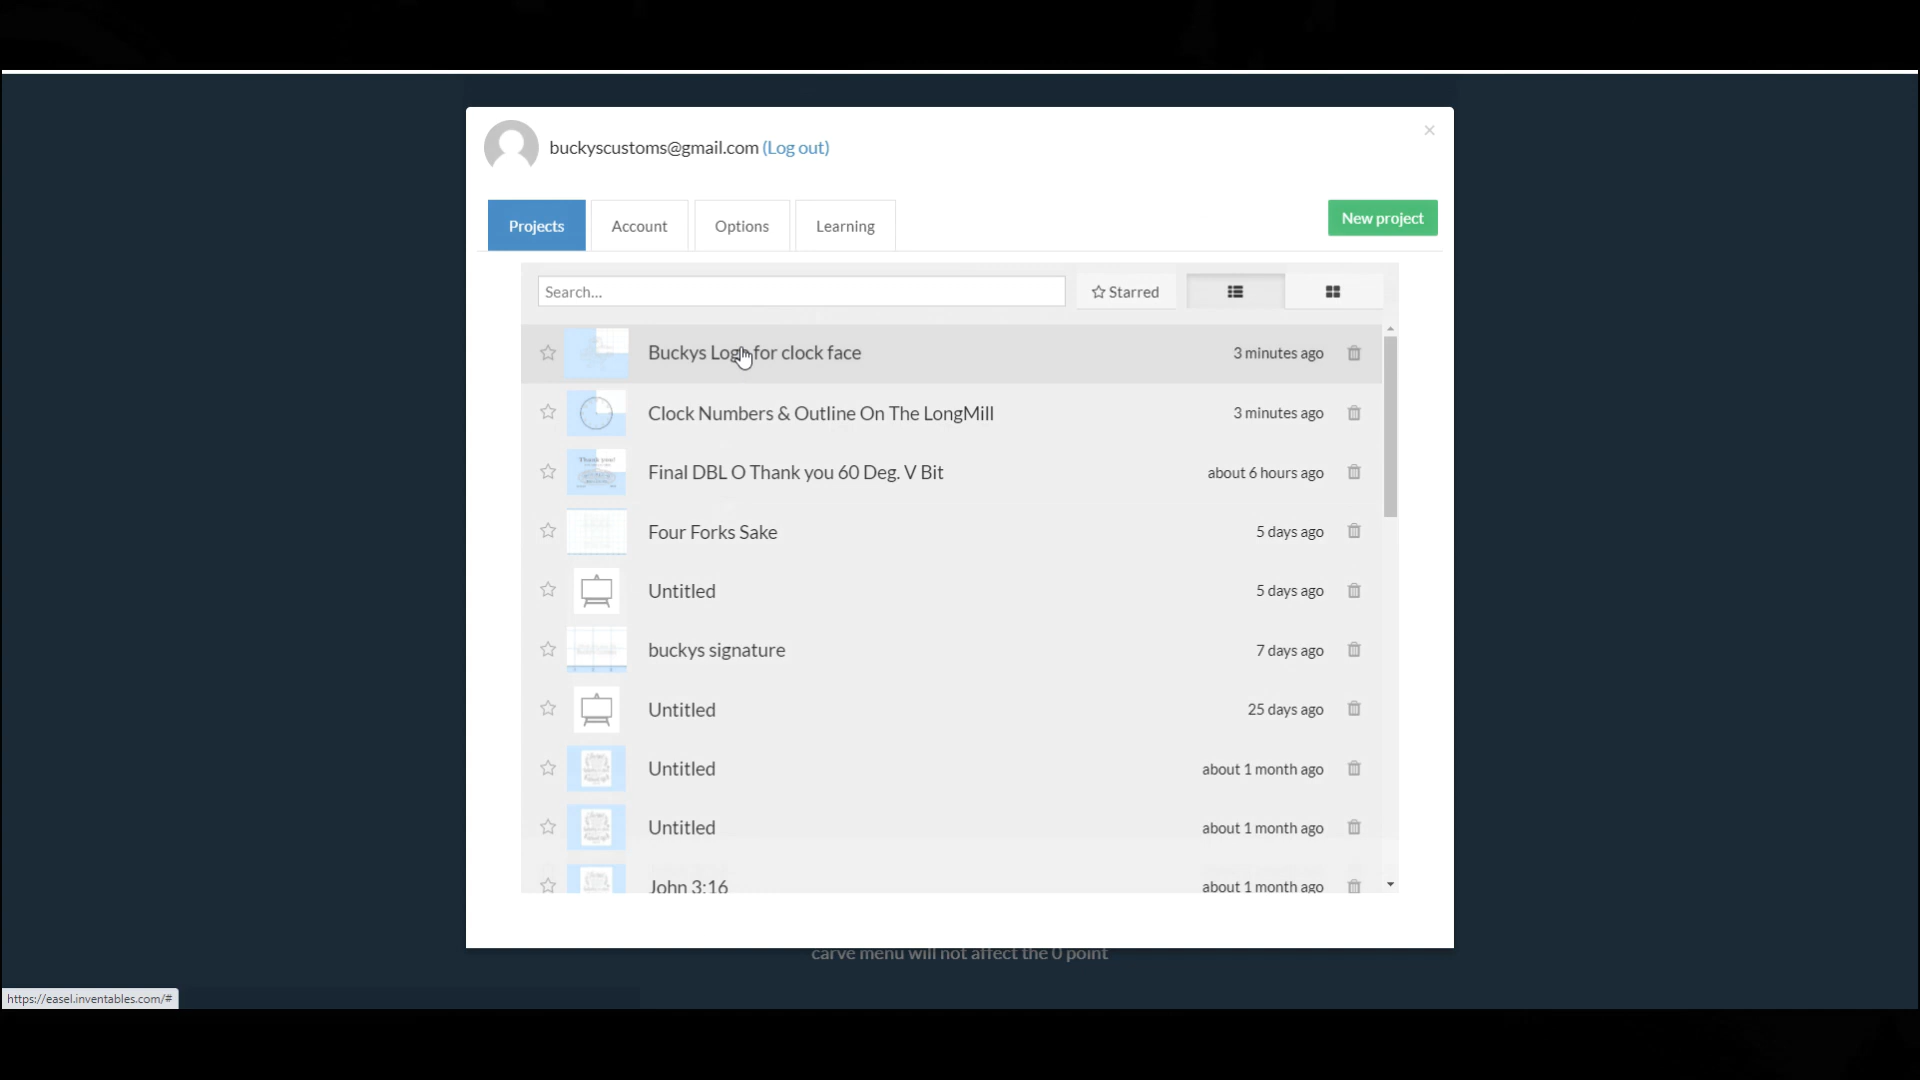 buckyscustoms@gmail.com (Log out)
×
Projects
Account
Options
Learning
New project
Search...
Starred
Buckys Logo for clock face
3 minutes ago
Clock Numbers & Outline On The LongMill
3 minutes ago
Thank you!
Final DBL O Thank you 60 Deg. V Bit
about 6 hours ago
Four Forks Sake
5 days ago
Untitled
5 days ago
buckys signature
7 days ago
Untitled
25 days ago
Untitled
about 1 month ago
Untitled
about 1 month ago
John 3:16
about 1 month ago
carve menu will not affect the 0 point
https://easel.inventables.com/#